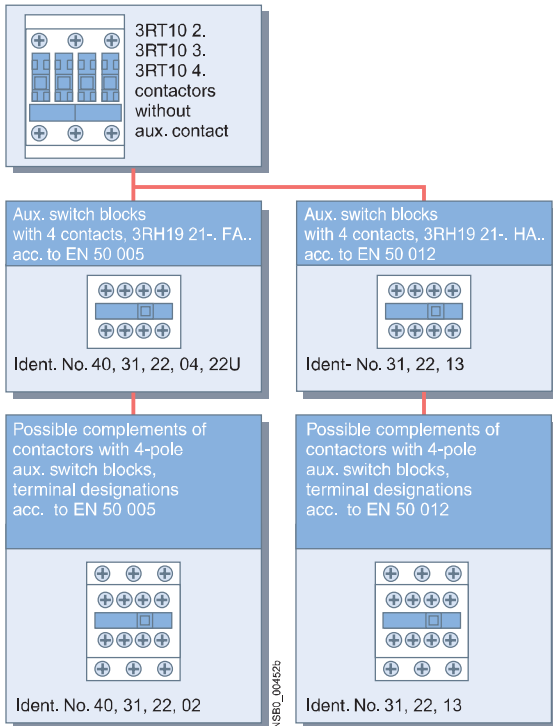 3RT10 2.
3RT10 3.
3RT10 4.
contactors
without
aux. contact
Aux. switch blocks
with 4 contacts, 3RH19 21-. FA..
acc. to EN 50 005
Ident. No. 40, 31, 22, 04, 22U
Aux. switch blocks
with 4 contacts, 3RH19 21-. HA..
acc. to EN 50 012
Ident- No. 31, 22, 13
Possible complements of
contactors with 4-pole
aux. switch blocks,
terminal designations
acc. to EN 50 005
Ident. No. 40, 31, 22, 02
Possible complements of
contactors with 4-pole
aux. switch blocks,
terminal designations
acc. to EN 50 012
Ident. No. 31, 22, 13
NSB0_00452b